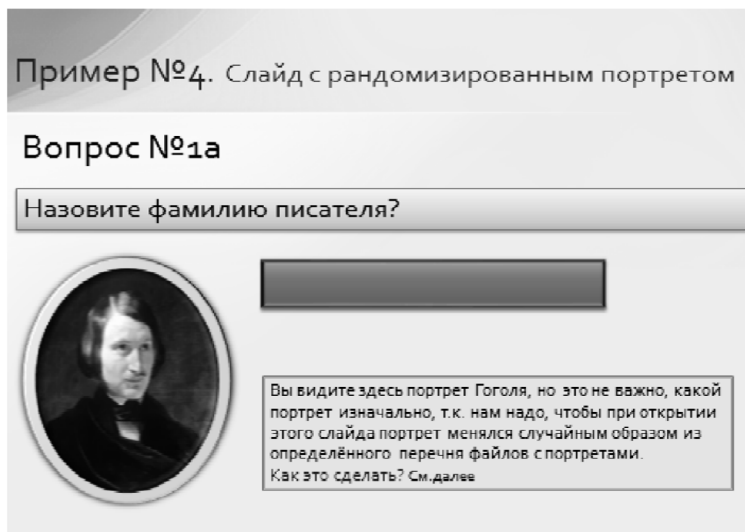 Пример №4. Слайд с рандомизированным портретом
Вопрос №1а
Назовите фамилию писателя?
Вы видите здесь портрет Гоголя, но это не важно, какой
портрет изначально, т.к. нам надо, чтобы при открытии
этого слайда портрет менялся случайным образом из
определённого перечня файлов с портретами.
Как это сделать? См.далее